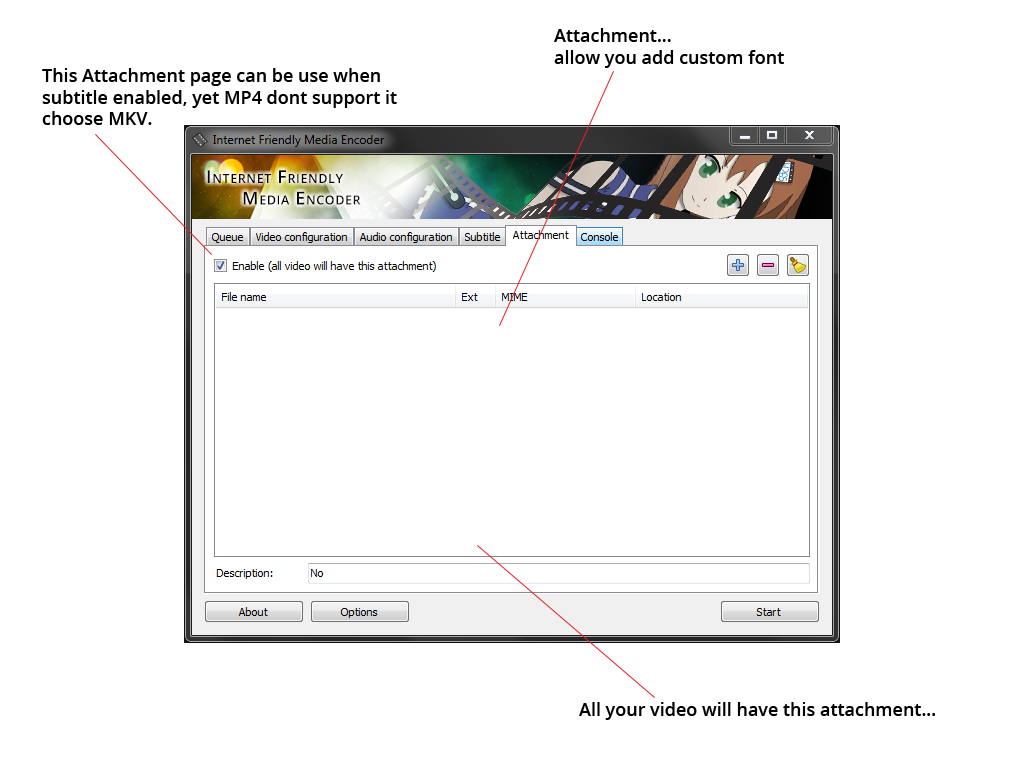 Attachment...
allow you add custom font
This Attachment page can be use when
subtitle enabled, yet MP4 dont support it
choose MKV.
Internet Friendly Media Encoder
INTERNET FRIENDLY
MEDIA ENCODER
Queue Video configuration Audio configuration Subtitle Attachment Console
Enable (all video will have this attachment)
File name Ext MIME Location
Description: No
About Options Start
All your video will have this attachment...